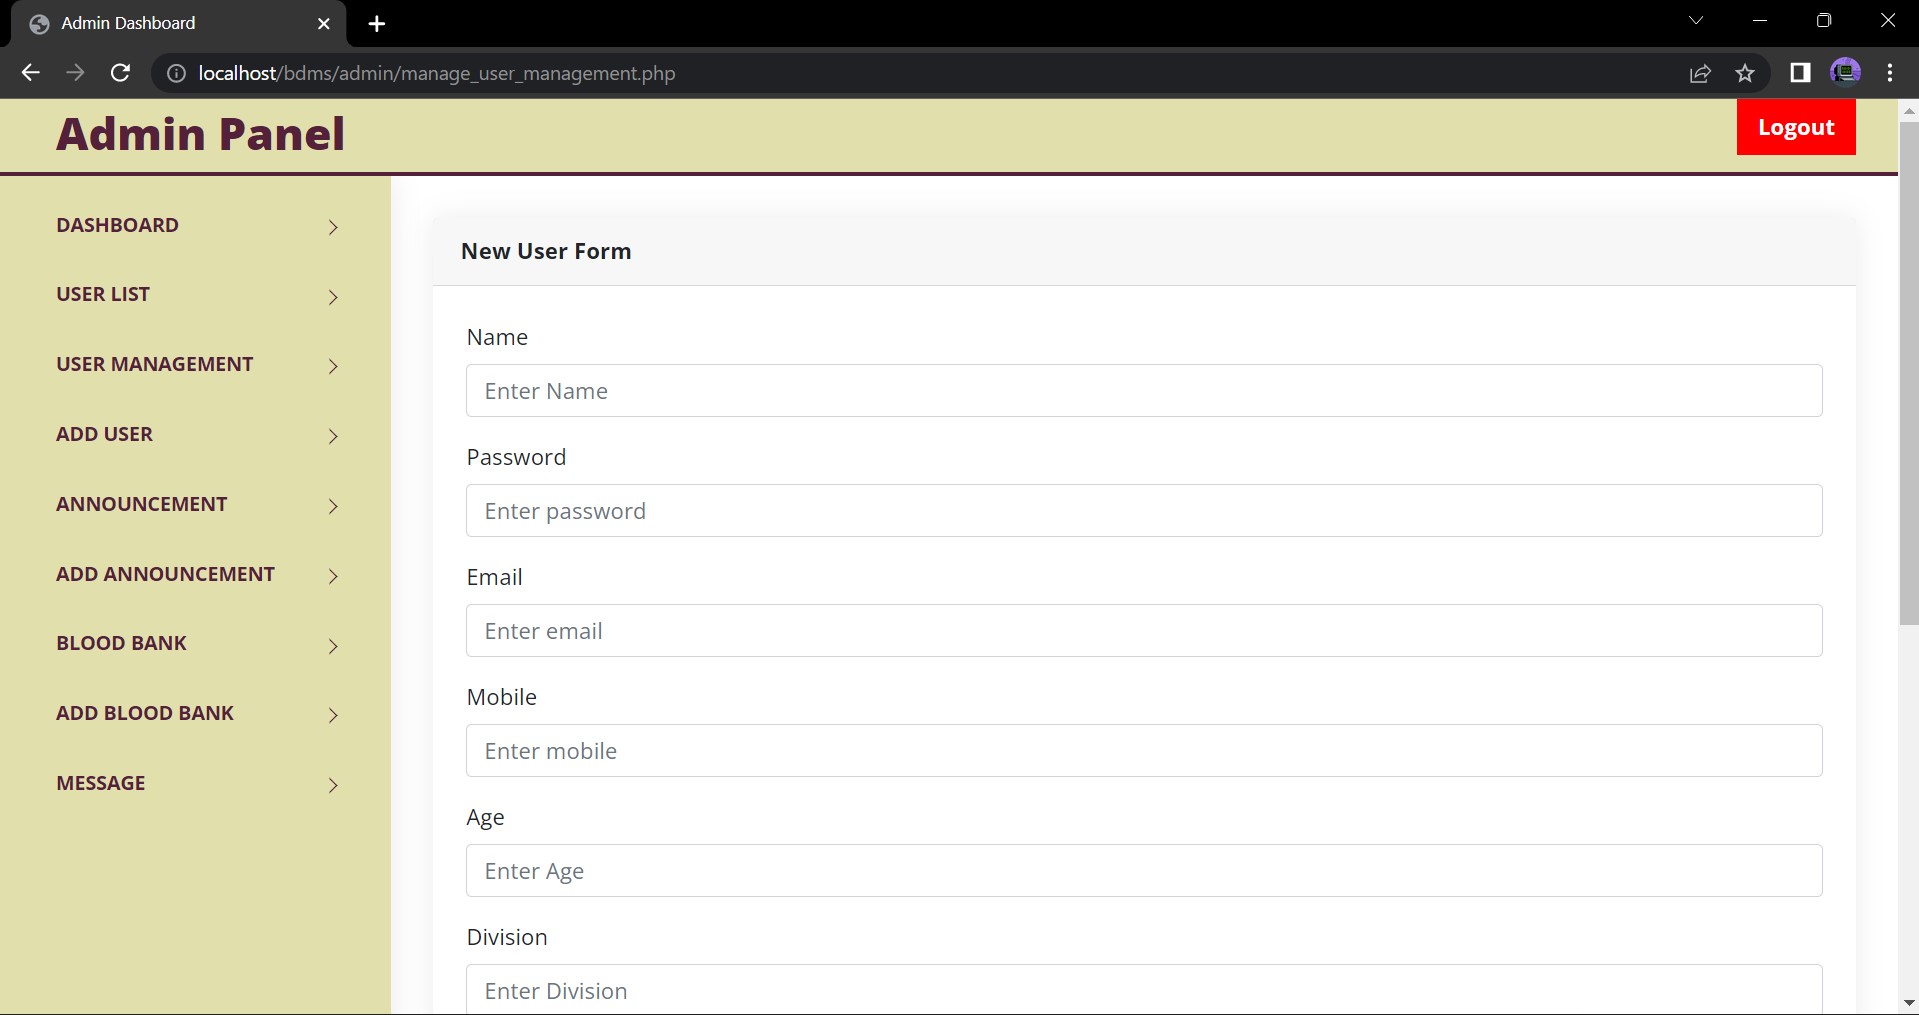 Admin Dashboard
localhost/bdms/admin/manage_user_management.php
Admin Panel
Logout
DASHBOARD
USER LIST
USER MANAGEMENT
ADD USER
ANNOUNCEMENT
ADD ANNOUNCEMENT
BLOOD BANK
ADD BLOOD BANK
MESSAGE
New User Form
Name
Enter Name
Password
Enter password
Email
Enter email
Mobile
Enter mobile
Age
Enter Age
Division
Enter Division